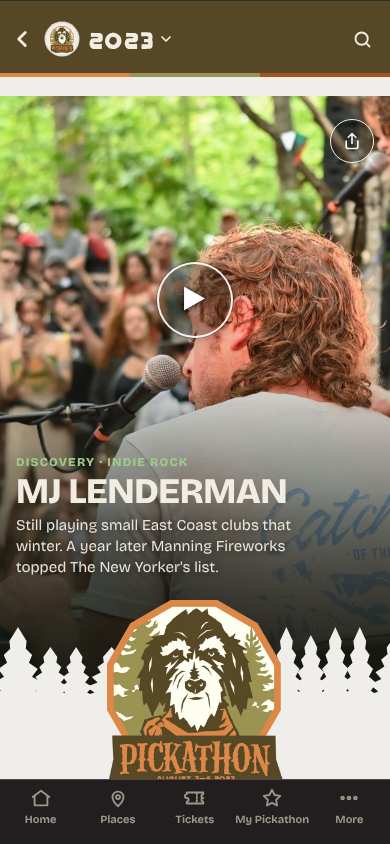 2023
DISCOVERY · INDIE ROCK
MJ LENDERMAN
Still playing small East Coast clubs that
winter. A year later Manning Fireworks
topped The New Yorker's list.
PICKATHON
Home
Places
Tickets
My Pickathon
More